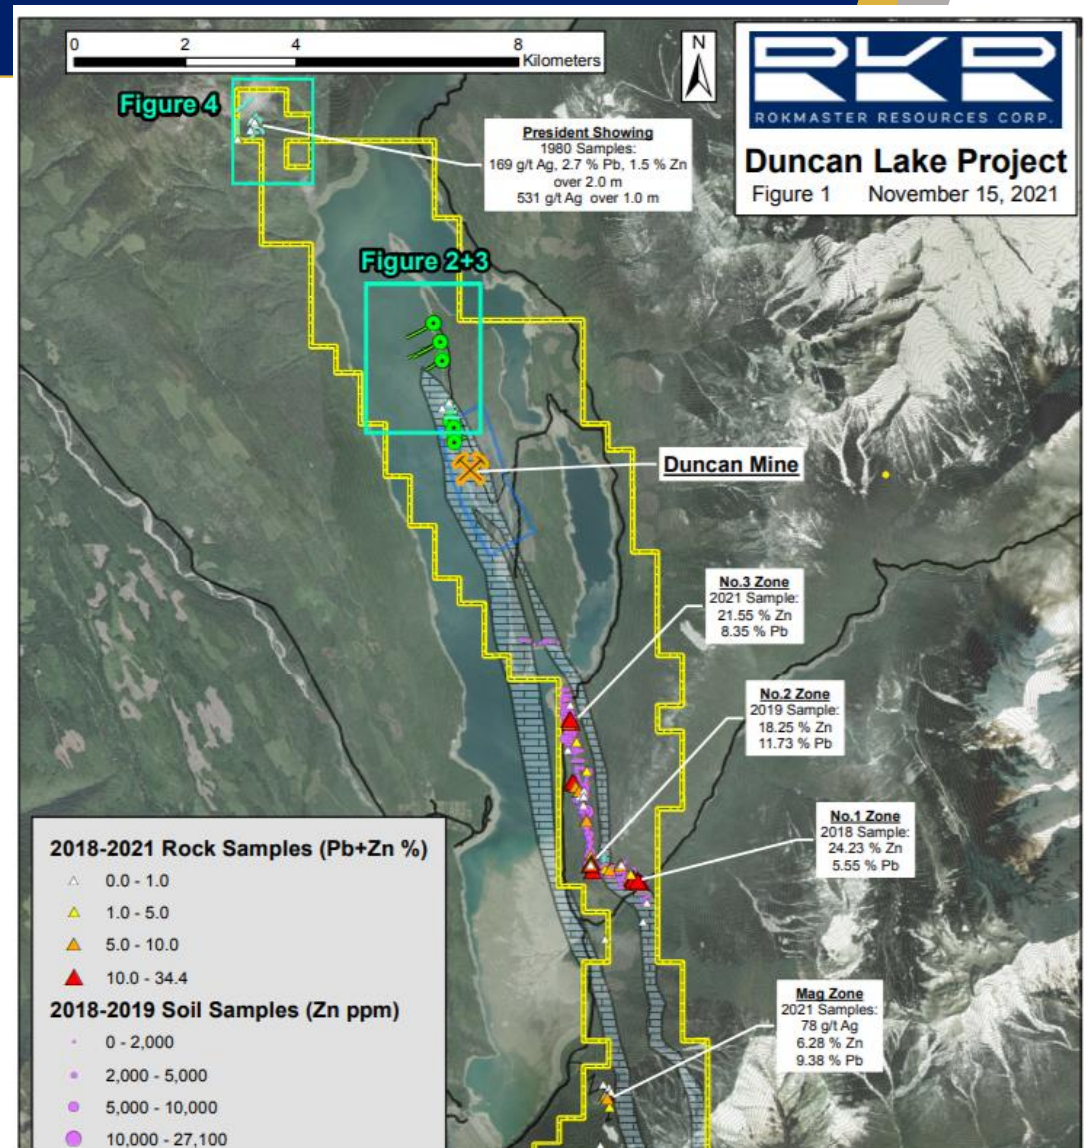 0 2 4 8
Kilometers
N
RKR
ROKMASTER RESOURCES CORP.
Duncan Lake Project
Figure 1 November 15, 2021
Figure 4
President Showing
1980 Samples:
169 g/t Ag, 2.7 % Pb, 1.5 % Zn
over 2.0 m
531 g/t Ag over 1.0 m
Figure 2+3
Duncan Mine
No.3 Zone
2021 Sample:
21.55 % Zn
8.35 % Pb
No.2 Zone
2019 Sample:
18.25 % Zn
11.73 % Pb
No.1 Zone
2018 Sample:
24.23 % Zn
5.55 % Pb
Mag Zone
2021 Samples:
78 g/t Ag
6.28 % Zn
9.38 % Pb
2018-2021 Rock Samples (Pb+Zn %)
0.0 - 1.0
1.0 - 5.0
5.0 - 10.0
10.0 - 34.4
2018-2019 Soil Samples (Zn ppm)
0 - 2,000
2,000 - 5,000
5,000 - 10,000
10,000 - 27,100